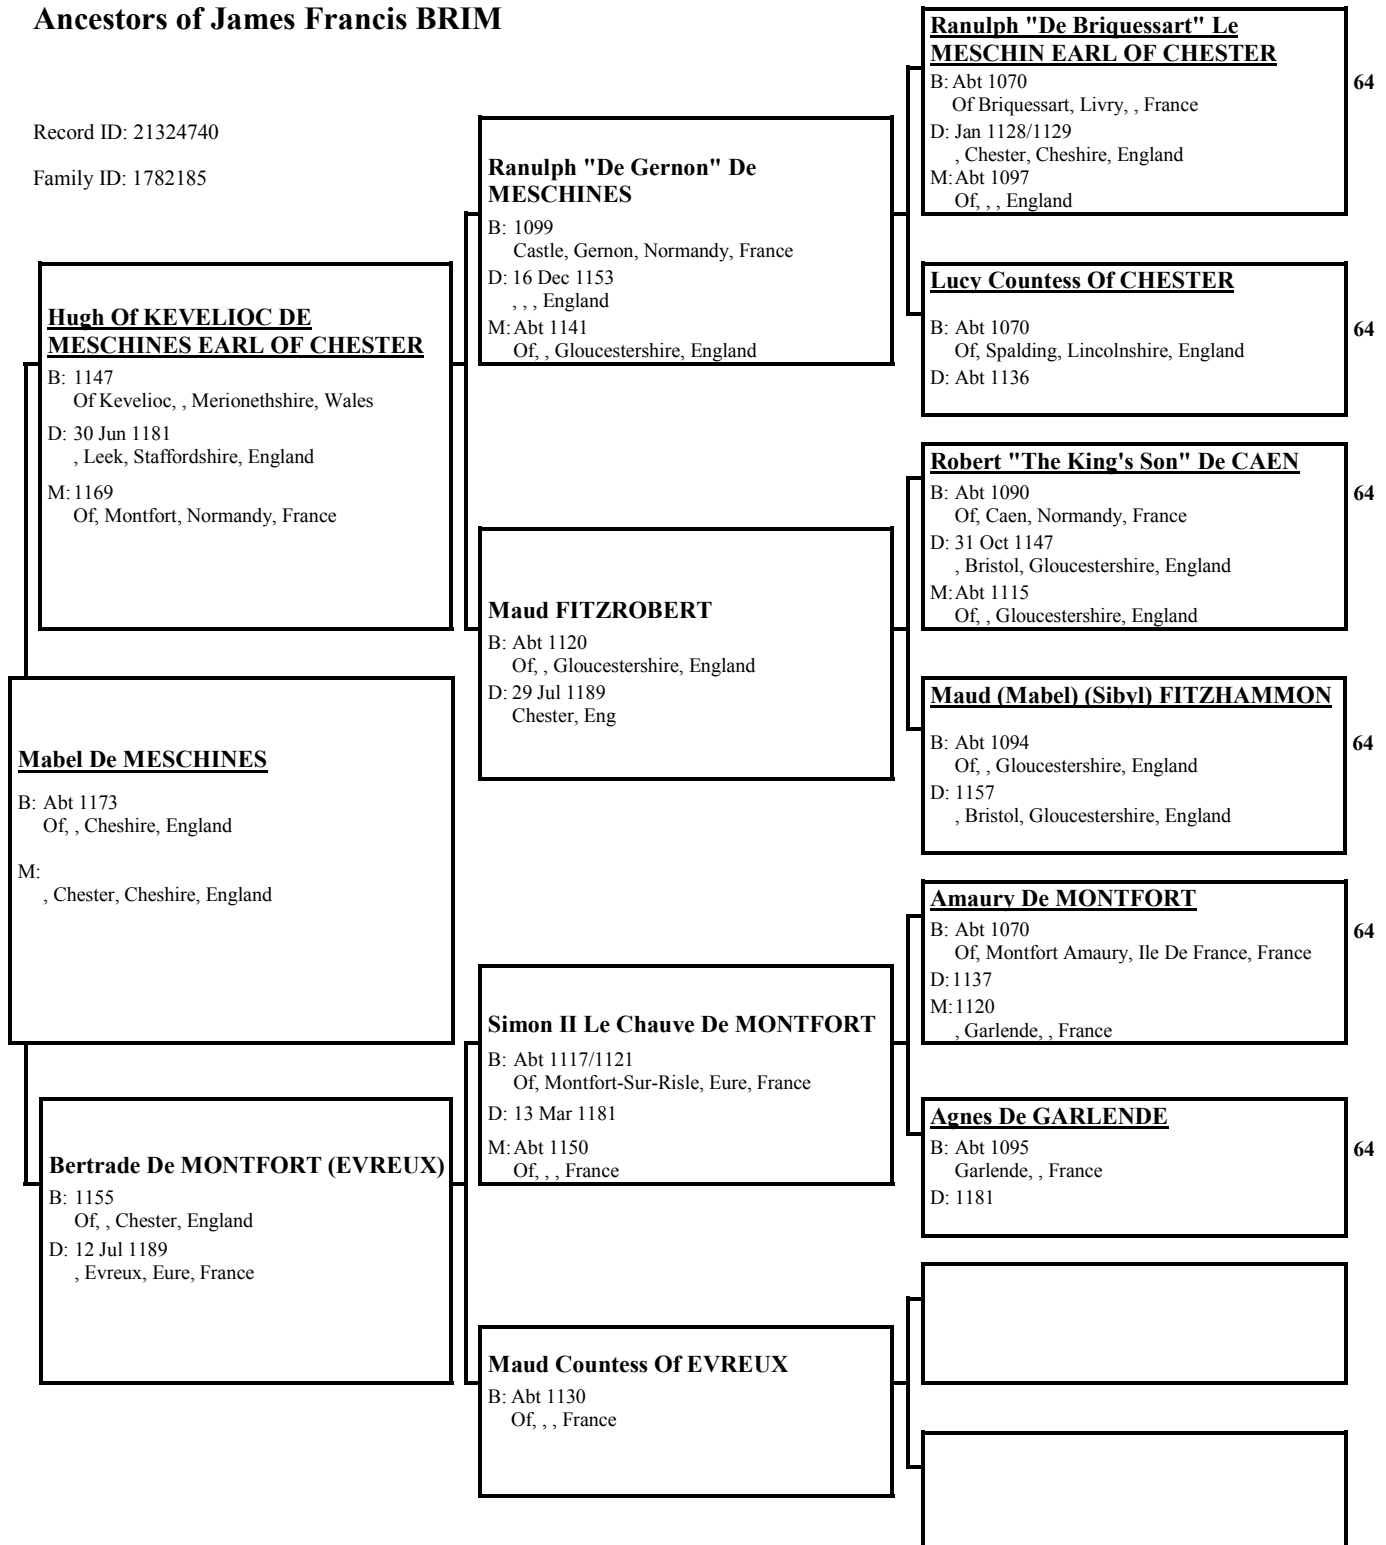 Ancestors of James Francis BRIM
Record ID: 21324740
Family ID: 1782185
Mabel De MESCHINES
B: Abt 1173
Of, , Cheshire, England
M:
, Chester, Cheshire, England
Hugh Of KEVELIOC DE
MESCHINES EARL OF CHESTER
B: 1147
Of Kevelioc, , Merionethshire, Wales
D: 30 Jun 1181
, Leek, Staffordshire, England
M: 1169
Of, Montfort, Normandy, France
Bertrade De MONTFORT (EVREUX)
B: 1155
Of, , Chester, England
D: 12 Jul 1189
, Evreux, Eure, France
Ranulph "De Gernon" De
MESCHINES
B: 1099
Castle, Gernon, Normandy, France
D: 16 Dec 1153
, , , England
M: Abt 1141
Of, , Gloucestershire, England
Maud FITZROBERT
B: Abt 1120
Of, , Gloucestershire, England
D: 29 Jul 1189
Chester, Eng
Simon II Le Chauve De MONTFORT
B: Abt 1117/1121
Of, Montfort-Sur-Risle, Eure, France
D: 13 Mar 1181
M: Abt 1150
Of, , , France
Maud Countess Of EVREUX
B: Abt 1130
Of, , , France
Ranulph "De Briquessart" Le
MESCHIN EARL OF CHESTER
B: Abt 1070
64
Of Briquessart, Livry, , France
D: Jan 1128/1129
, Chester, Cheshire, England
M: Abt 1097
Of, , , England
Lucy Countess Of CHESTER
B: Abt 1070
64
Of, Spalding, Lincolnshire, England
D: Abt 1136
Robert "The King's Son" De CAEN
B: Abt 1090
64
Of, Caen, Normandy, France
D: 31 Oct 1147
, Bristol, Gloucestershire, England
M: Abt 1115
Of, , Gloucestershire, England
Maud (Mabel) (Sibyl) FITZHAMMON
B: Abt 1094
64
Of, , Gloucestershire, England
D: 1157
, Bristol, Gloucestershire, England
Amaury De MONTFORT
B: Abt 1070
64
Of, Montfort Amaury, Ile De France, France
D: 1137
M: 1120
, Garlende, , France
Agnes De GARLENDE
B: Abt 1095
64
Garlende, , France
D: 1181